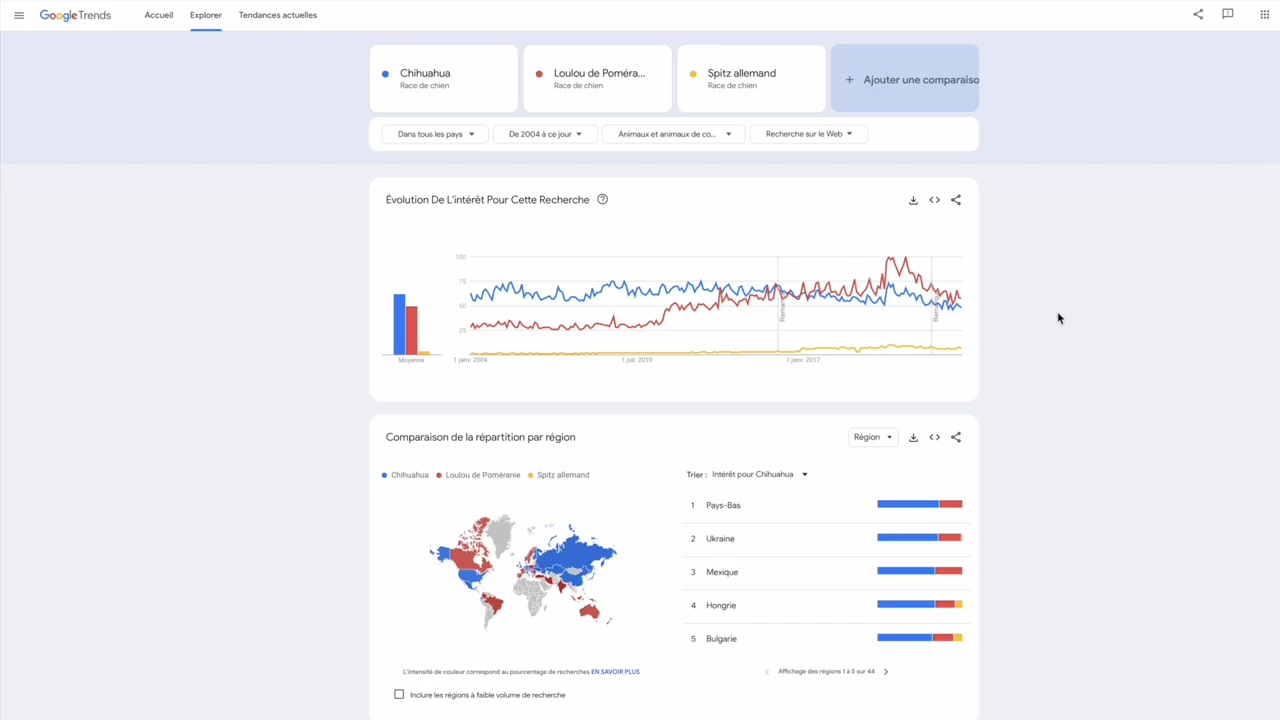 Google Trends
Accueil
Explorer
Tendances actuelles
Chihuahua
Race de chien
Loulou de Poméra...
Race de chien
Spitz allemand
Race de chien
+ Ajouter une comparaiso
Dans tous les pays
De 2004 à ce jour
Animaux et animaux de co...
Recherche sur le Web
Évolution De L'intérêt Pour Cette Recherche
100
75
50
25
Moyenne
1 janv. 2004
1 juil. 2010
1 janv. 2017
Comparaison de la répartition par région
Région
Chihuahua
Loulou de Poméranie
Spitz allemand
Trier : Intérêt pour Chihuahua
1 Pays-Bas
2 Ukraine
3 Mexique
4 Hongrie
5 Bulgarie
L'intensité de couleur correspond au pourcentage de recherches EN SAVOIR PLUS
Affichage des régions 1 à 5 sur 44
Inclure les régions à faible volume de recherche